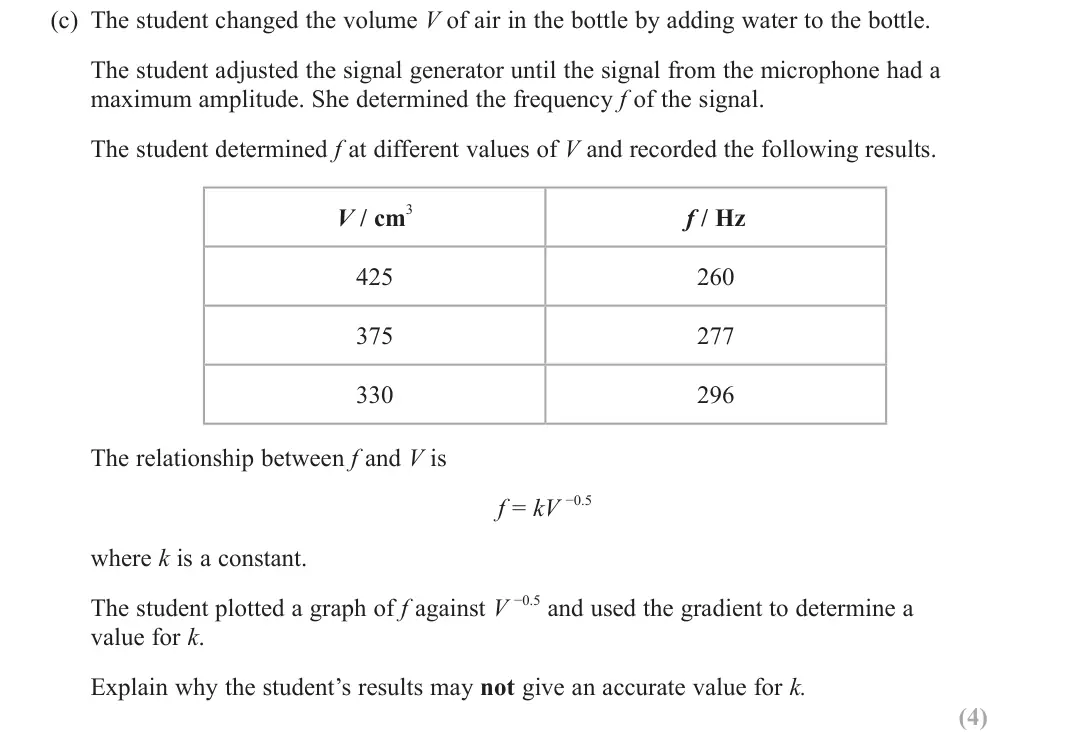 (c) The student changed the volume V of air in the bottle by adding water to the bottle.
The student adjusted the signal generator until the signal from the microphone had a
maximum amplitude. She determined the frequency f of the signal.
The student determined f at different values of V and recorded the following results.
V / cm³ f / Hz
425 260
375 277
330 296
The relationship between f and V is
f = kV⁻⁰·⁵
where k is a constant.
The student plotted a graph of f against V⁻⁰·⁵ and used the gradient to determine a
value for k.
Explain why the student’s results may not give an accurate value for k.
(4)